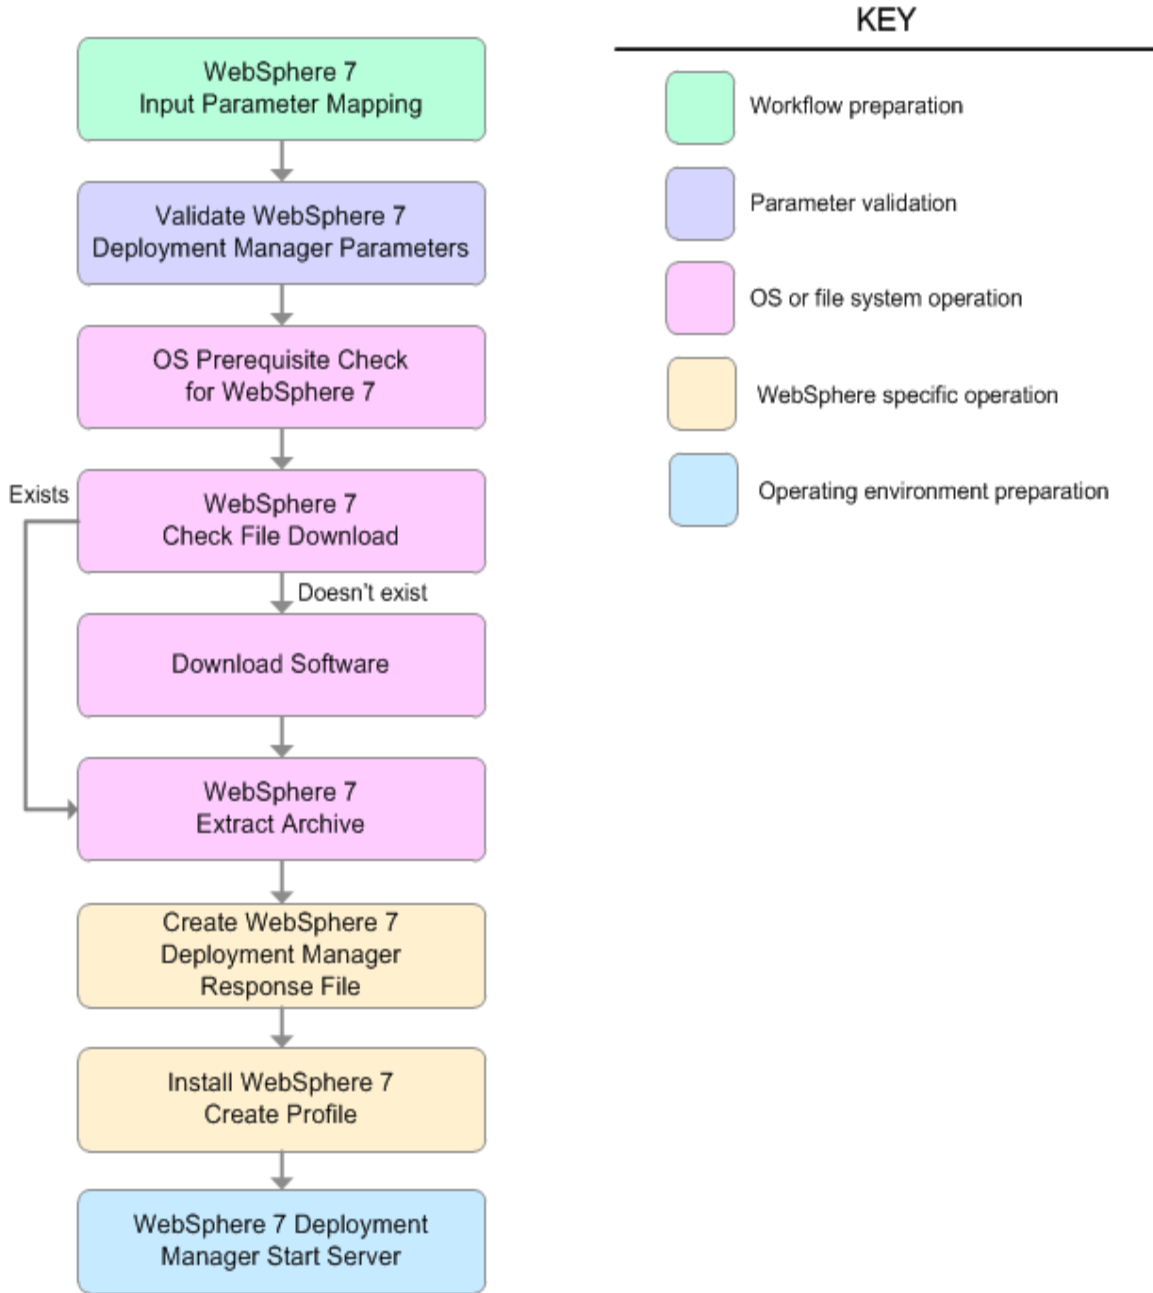 WebSphere 7
Input Parameter Mapping
Validate WebSphere 7
Deployment Manager Parameters
OS Prerequisite Check
for WebSphere 7
Exists
WebSphere 7
Check File Download
Doesn't exist
Download Software
WebSphere 7
Extract Archive
Create WebSphere 7
Deployment Manager
Response File
Install WebSphere 7
Create Profile
WebSphere 7 Deployment
Manager Start Server
KEY
Workflow preparation
Parameter validation
OS or file system operation
WebSphere specific operation
Operating environment preparation